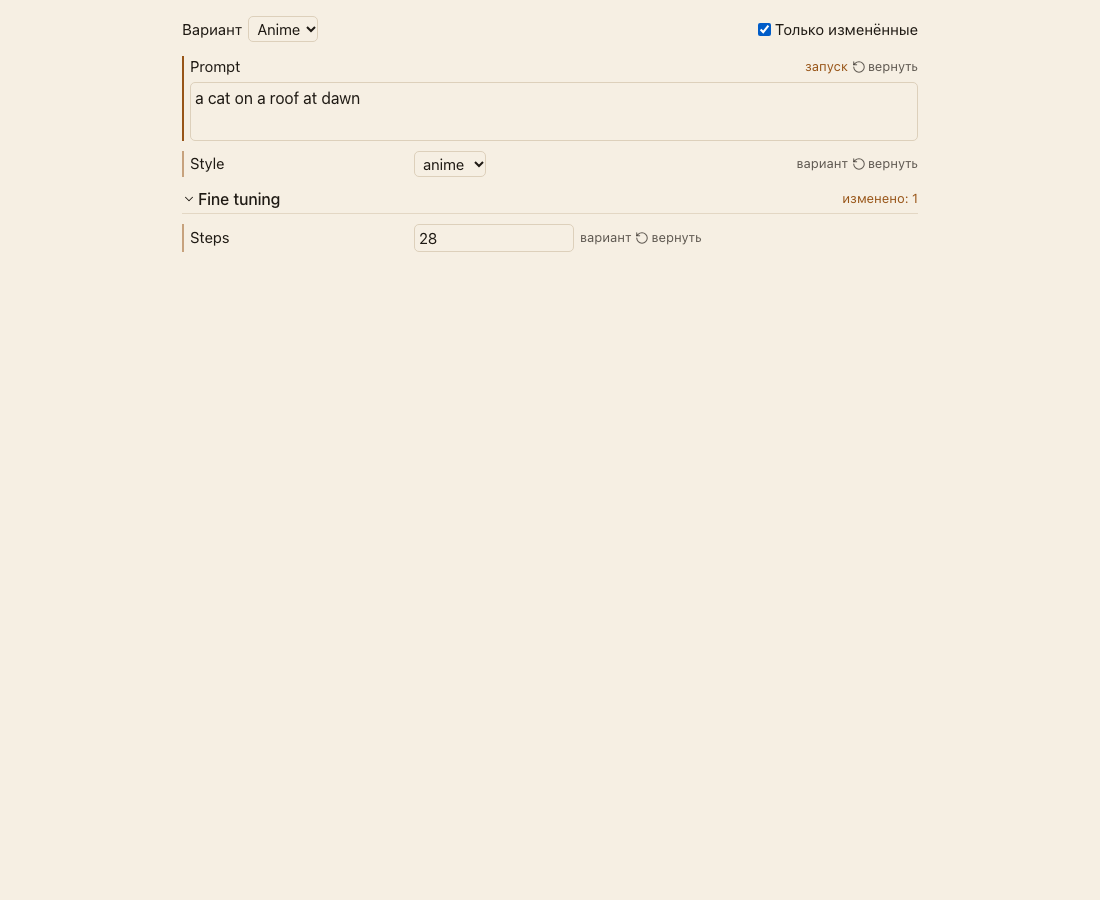 Вариант Anime Только изменённые
Prompt запуск вернуть
a cat on a roof at dawn
Style anime вариант вернуть
Fine tuning изменено: 1
Steps 28 вариант вернуть